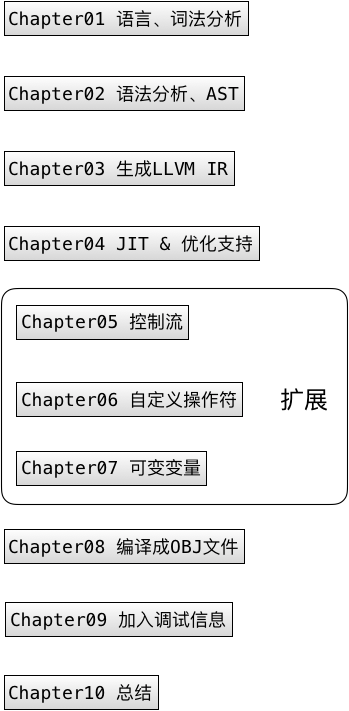 Chapter01 语言、词法分析
Chapter02 语法分析、AST
Chapter03 生成LLVM IR
Chapter04 JIT & 优化支持
Chapter05 控制流
Chapter06 自定义操作符
扩展
Chapter07 可变变量
Chapter08 编译成OBJ文件
Chapter09 加入调试信息
Chapter10 总结